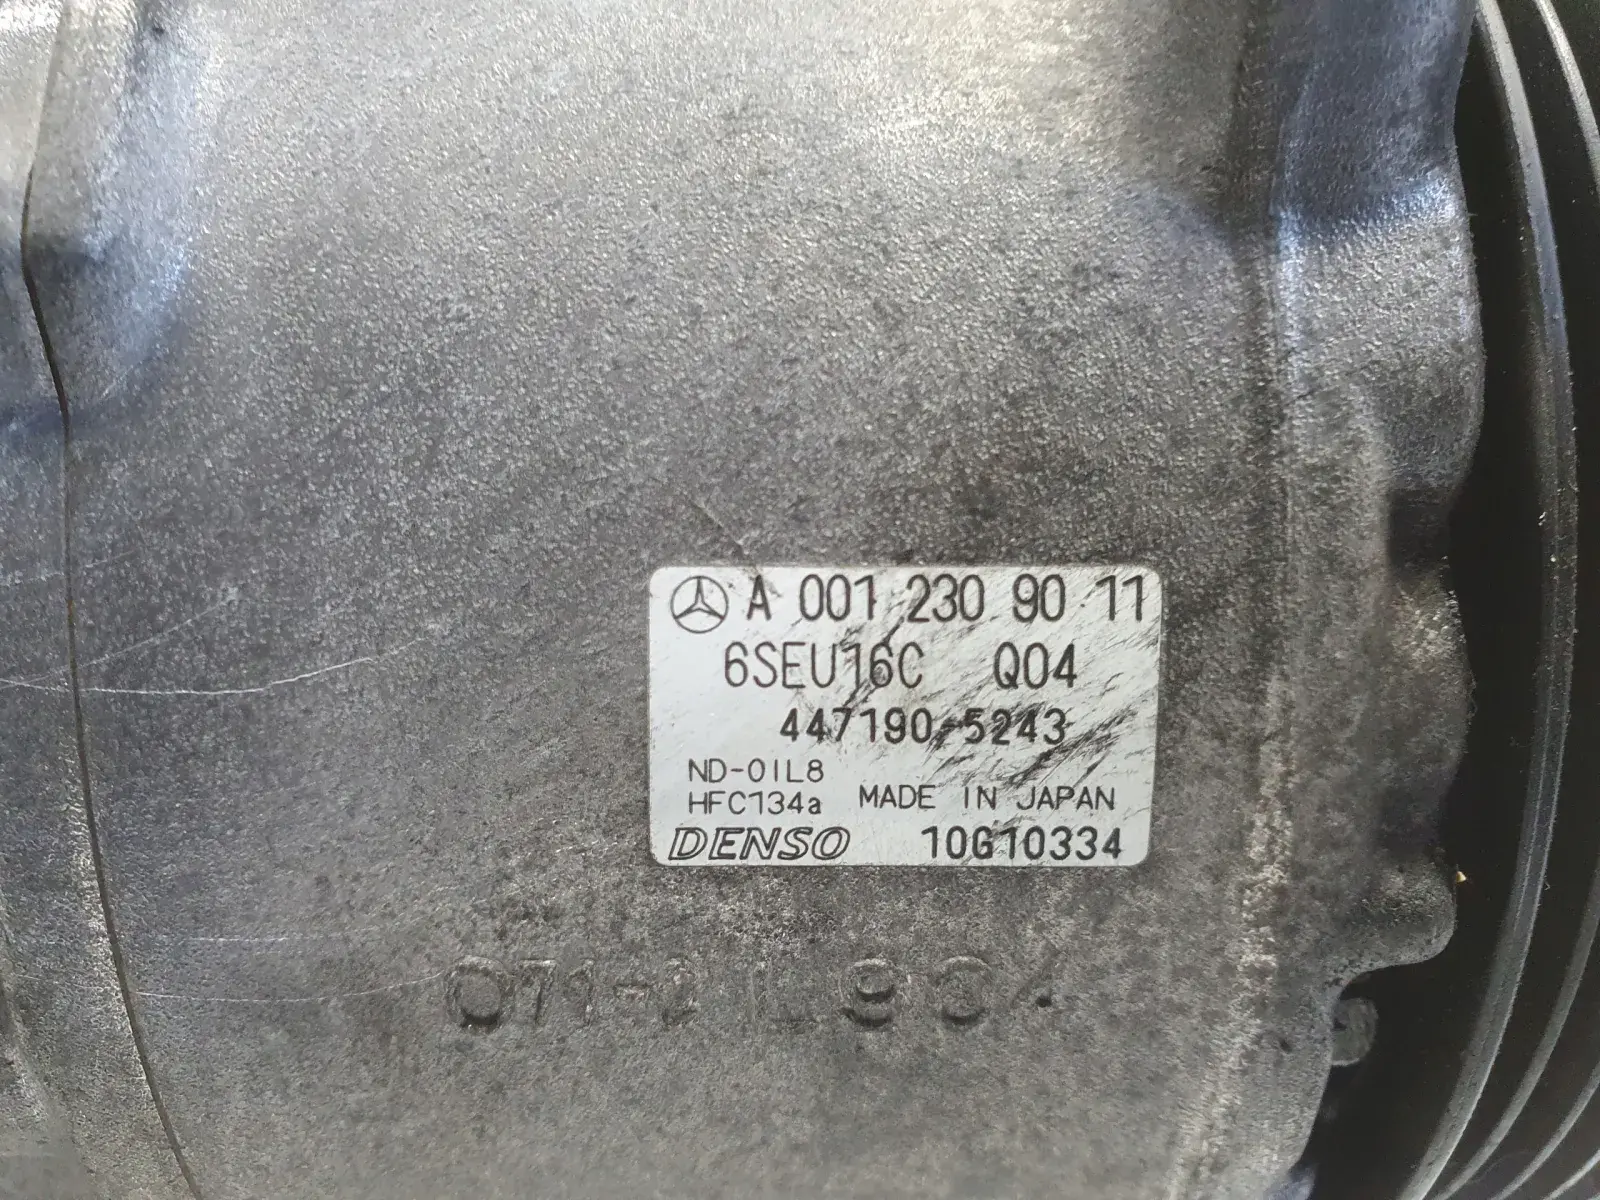 A 001 230 90 11
6SEU16C Q04
447190-5243
ND-OIL8
HFC134a MADE IN JAPAN
DENSO 10G10334